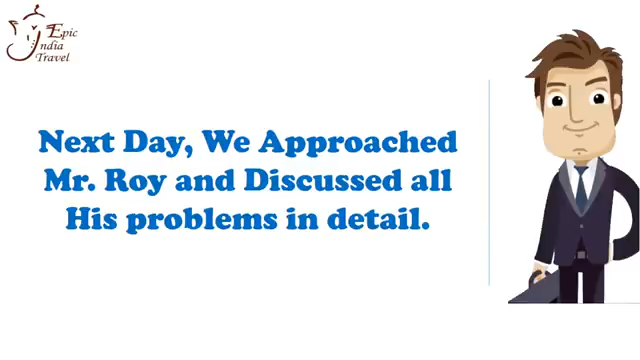 Epic
India
Travel
Next Day, We Approached
Mr. Roy and Discussed all
His problems in detail.